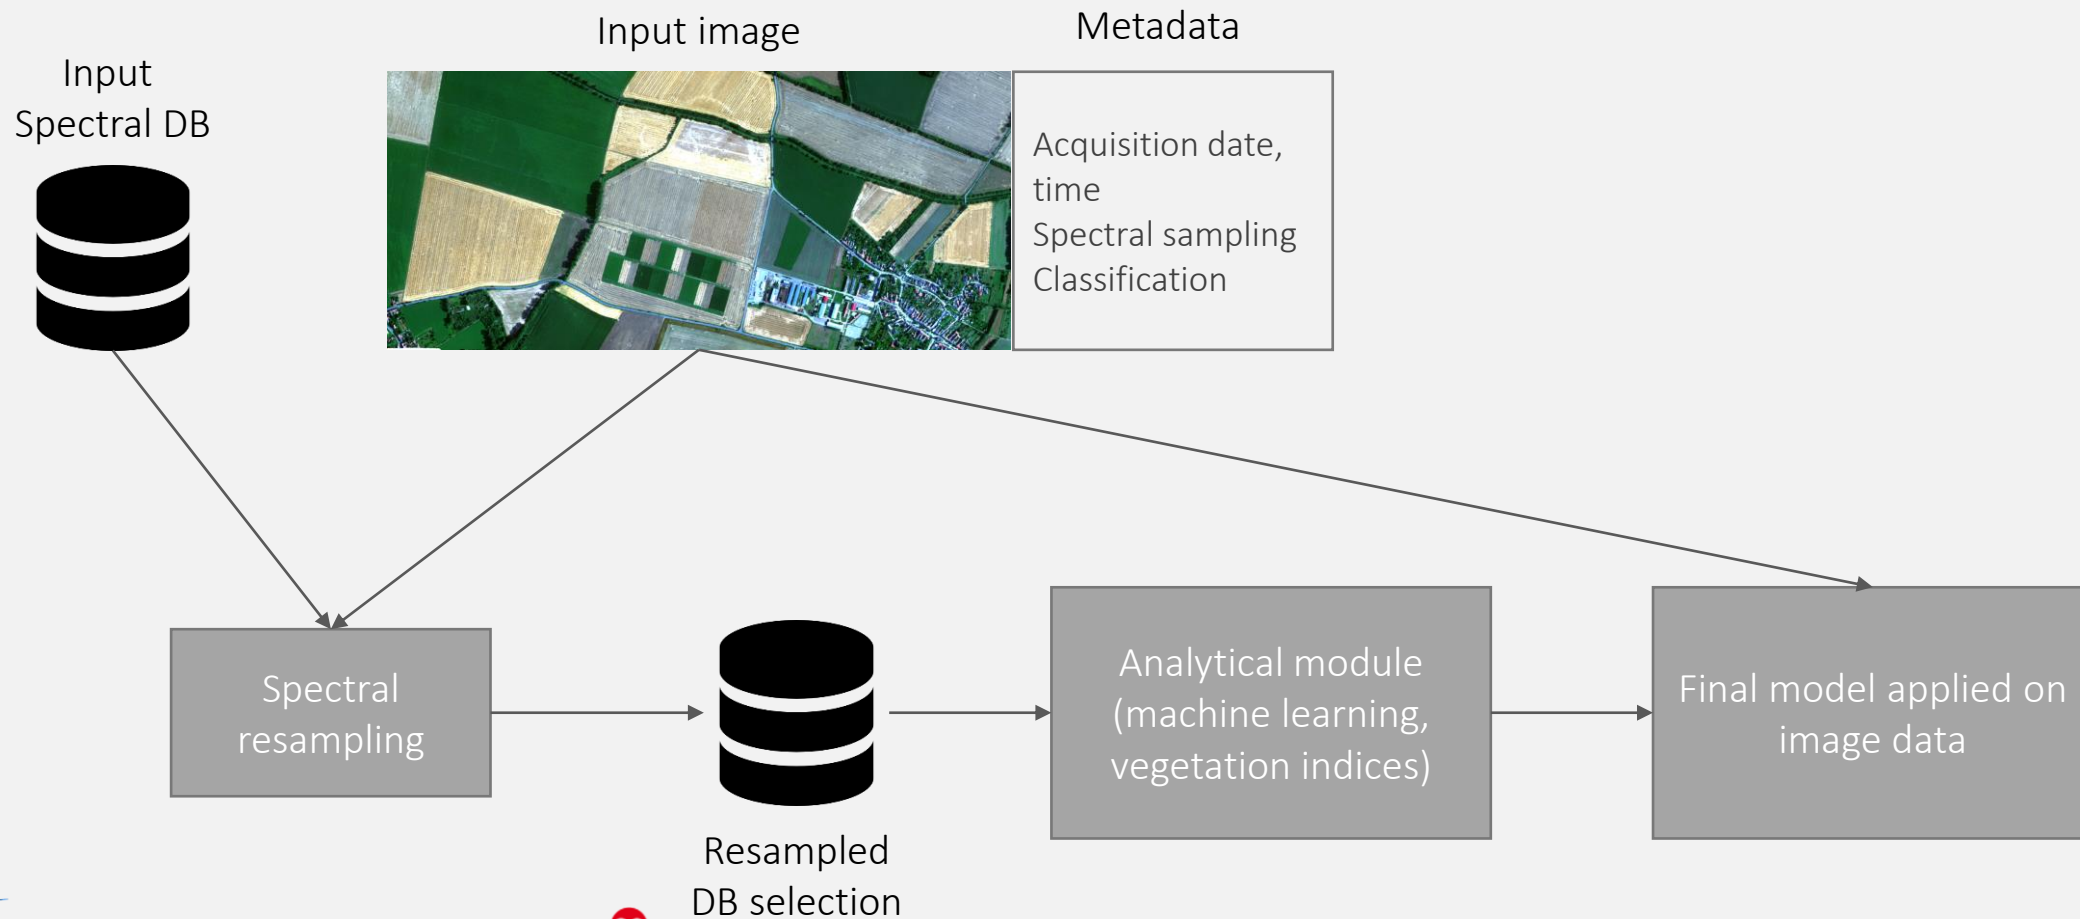 Input image
Metadata
Input
Spectral DB
Acquisition date,
time
Spectral sampling
Classification
Spectral
resampling
Resampled
DB selection
Analytical module
(machine learning,
vegetation indices)
Final model applied on
image data